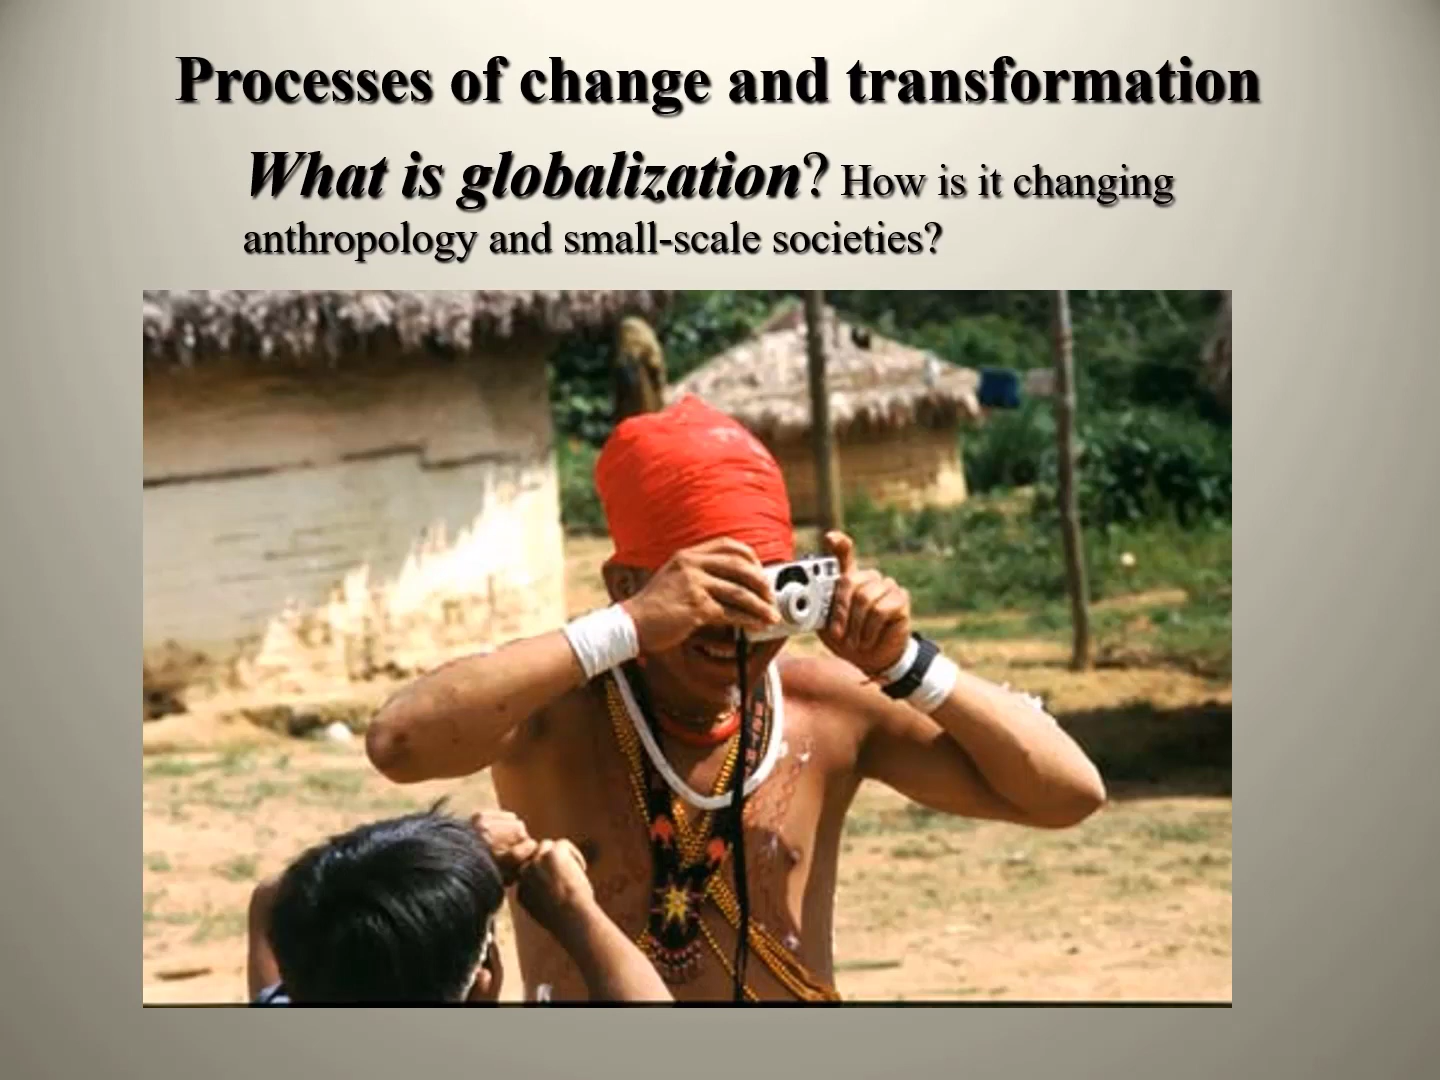 Processes of change and transformation
What is globalization? How is it changing
anthropology and small-scale societies?